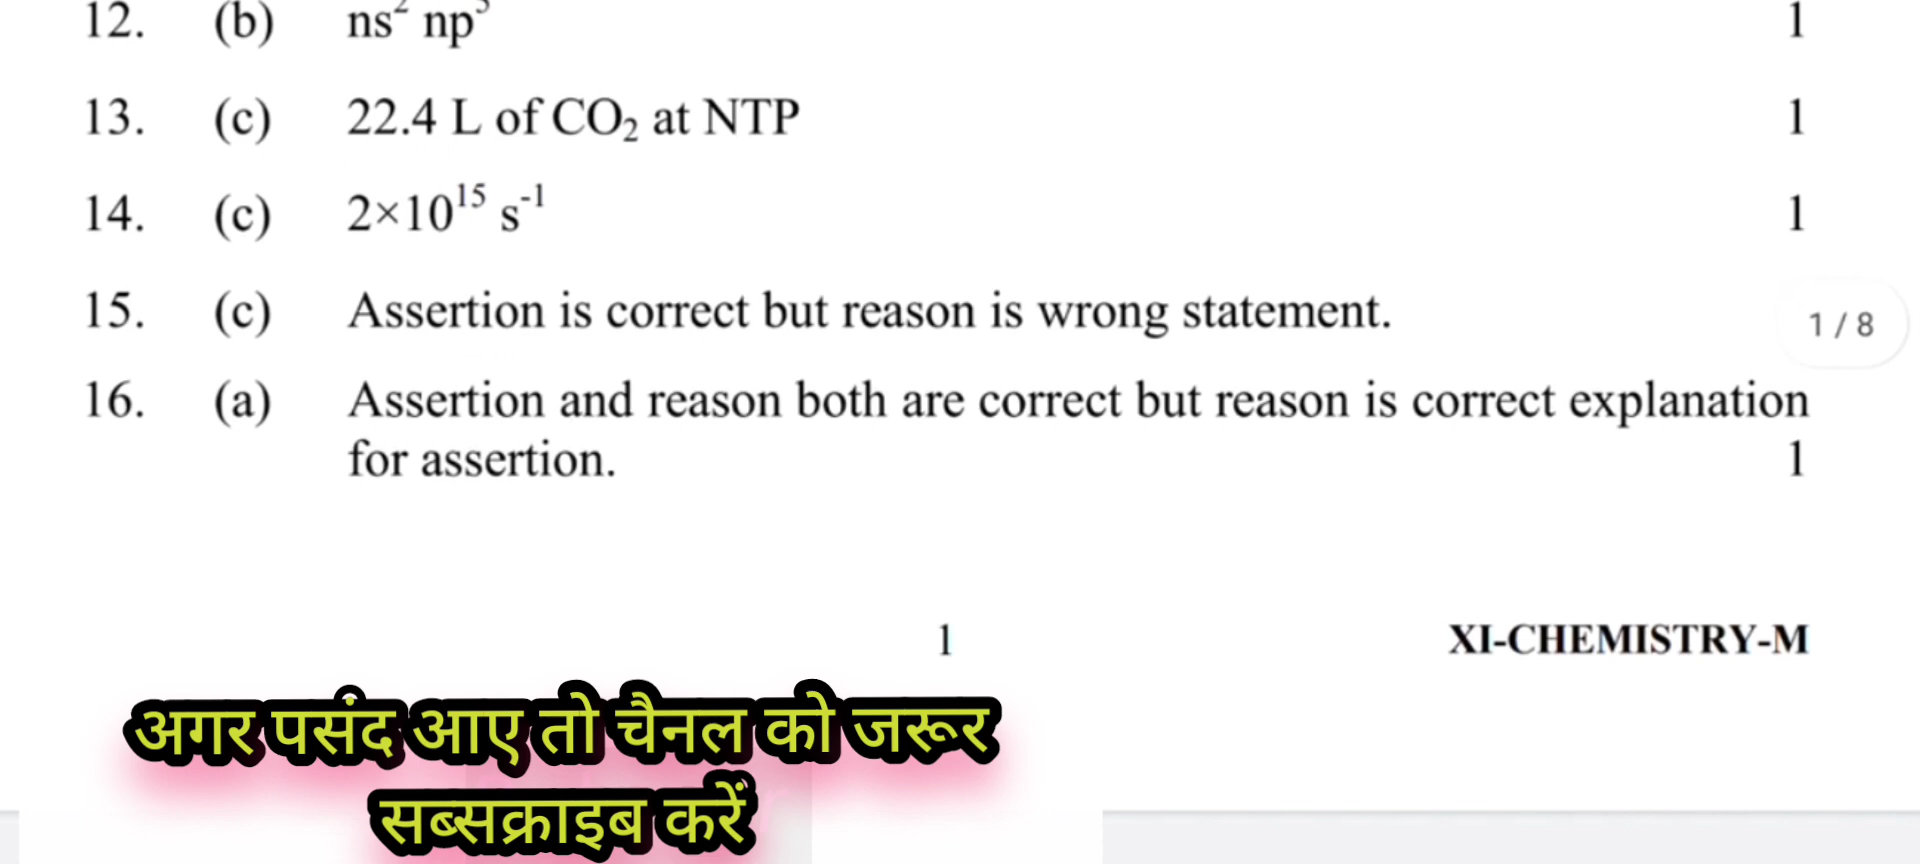 12. (b) ns² np³ 1
13. (c) 22.4 L of CO₂ at NTP 1
14. (c) 2×10¹⁵ s⁻¹ 1
15. (c) Assertion is correct but reason is wrong statement.
1 / 8
16. (a) Assertion and reason both are correct but reason is correct explanation
for assertion. 1
1 XI-CHEMISTRY-M
अगर पसंद आए तो चैनल को जरूर
सब्सक्राइब करें